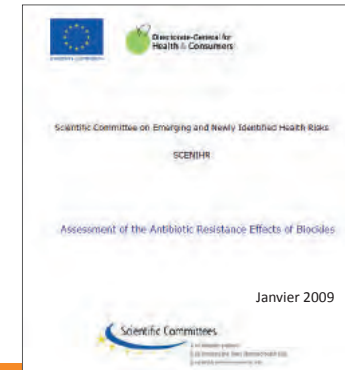 EUROPEAN COMMISSION
Directorate-General for
Health & Consumers
Scientific Committee on Emerging and Newly Identified Health Risks
SCENIHR
Assessment of the Antibiotic Resistance Effects of Biocides
Janvier 2009
Scientific Committees